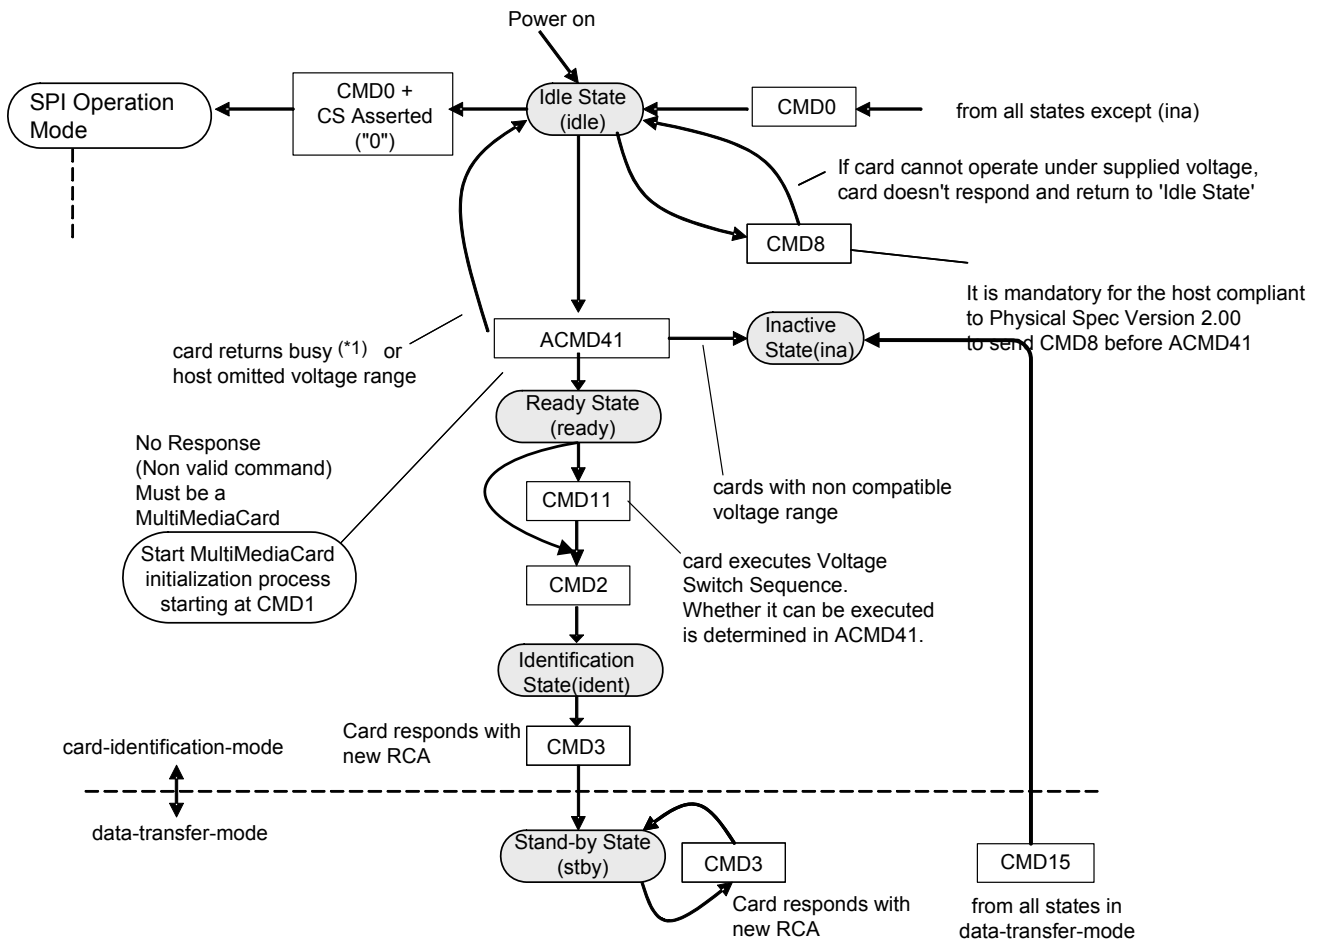 Power on
SPI Operation
Mode
CMD0 +
CS Asserted
("0")
Idle State
(idle)
CMD0
from all states except (ina)
If card cannot operate under supplied voltage,
card doesn't respond and return to 'Idle State'
CMD8
It is mandatory for the host compliant
to Physical Spec Version 2.00
to send CMD8 before ACMD41
ACMD41
Inactive
State(ina)
card returns busy (*1) or
host omitted voltage range
Ready State
(ready)
No Response
(Non valid command)
Must be a
MultiMediaCard
Start MultiMediaCard
initialization process
starting at CMD1
CMD11
cards with non compatible
voltage range
card executes Voltage
Switch Sequence.
Whether it can be executed
is determined in ACMD41.
CMD2
Identification
State(ident)
Card responds with
new RCA
CMD3
card-identification-mode
data-transfer-mode
Stand-by State
(stby)
CMD3
Card responds with
new RCA
CMD15
from all states in
data-transfer-mode